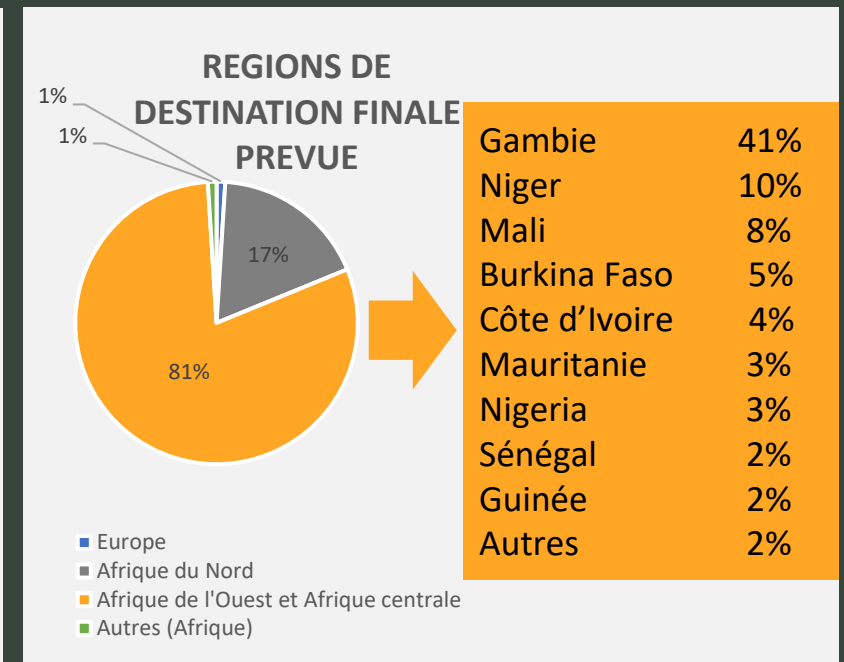 REGIONS DE
DESTINATION FINALE
PREVUE
1%
1%
17%
81%
Europe
Afrique du Nord
Afrique de l'Ouest et Afrique centrale
Autres (Afrique)
Gambie 41%
Niger 10%
Mali 8%
Burkina Faso 5%
Côte d’Ivoire 4%
Mauritanie 3%
Nigeria 3%
Sénégal 2%
Guinée 2%
Autres 2%